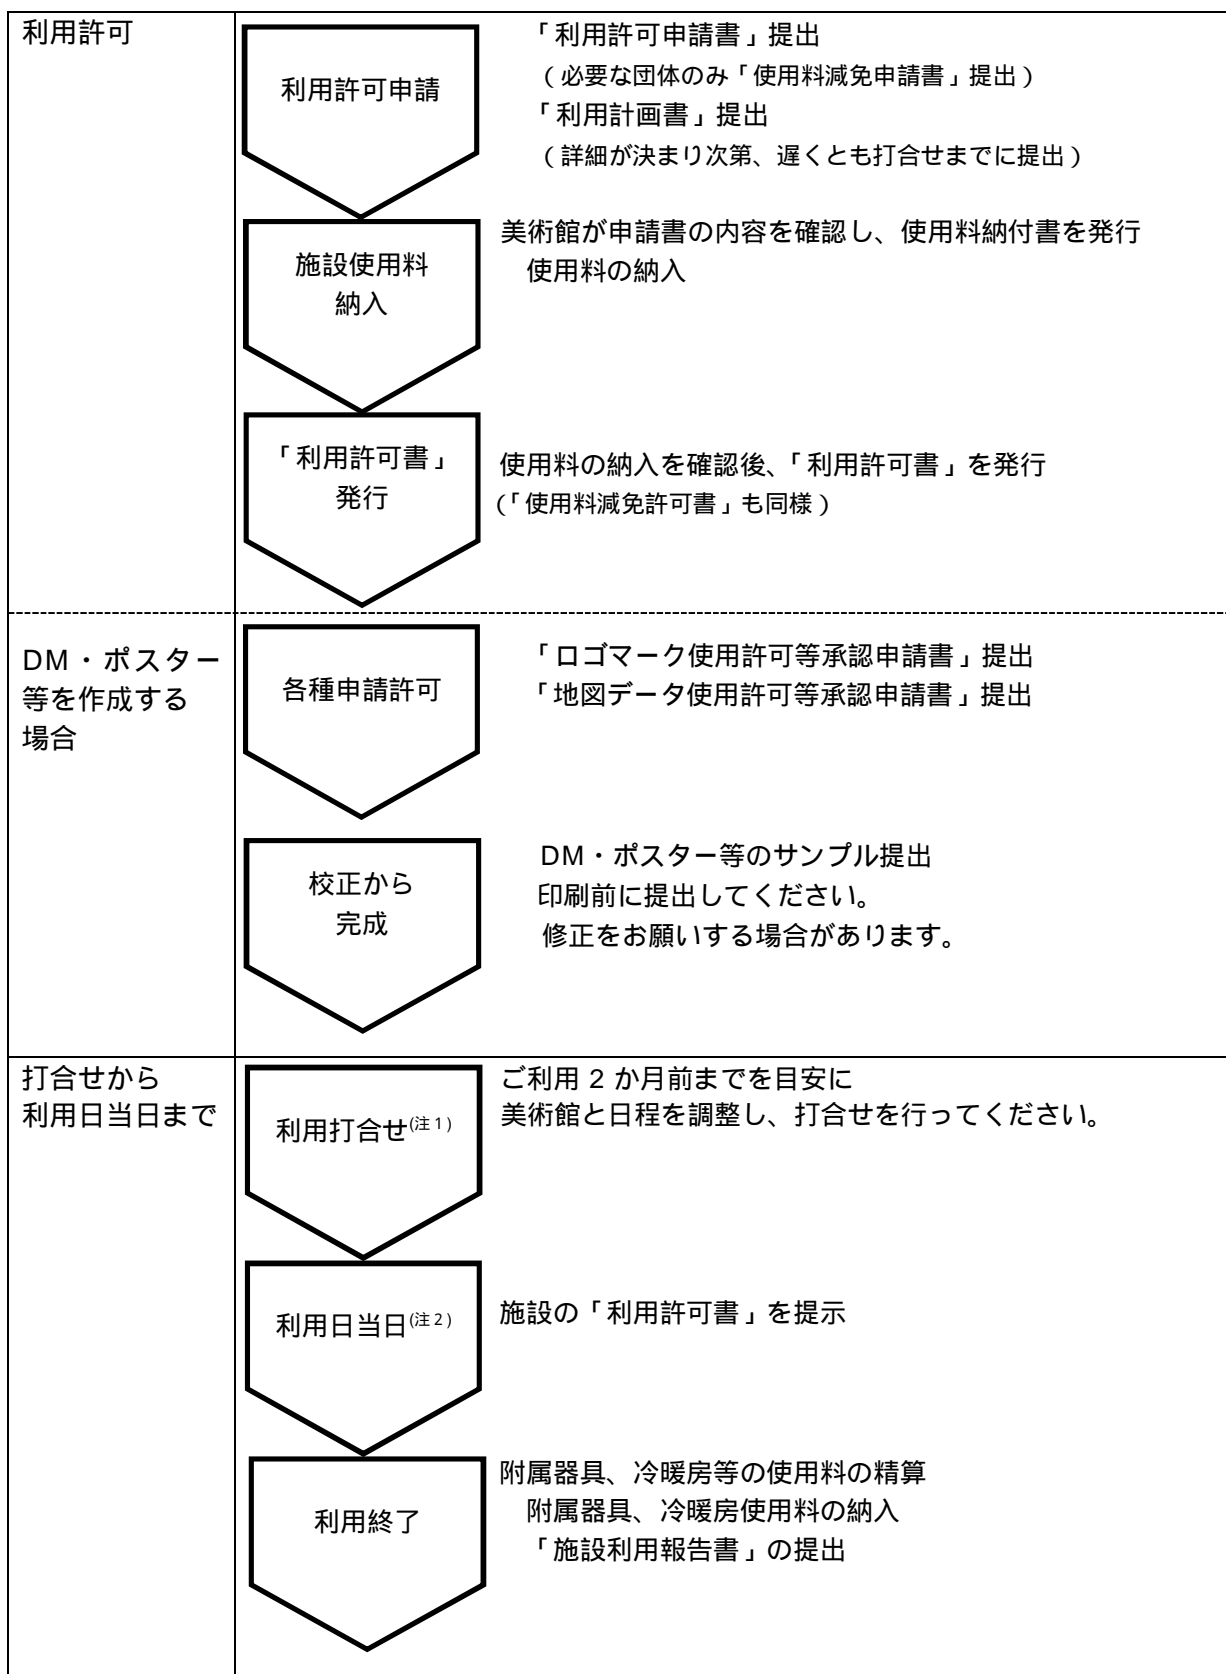 利用許可
利用許可申請
「利用許可申請書」提出
（必要な団体のみ「使用料減免申請書」提出）
「利用計画書」提出
（詳細が決まり次第、遅くとも打合せまでに提出）
施設使用料
納入
美術館が申請書の内容を確認し、使用料納付書を発行
使用料の納入
「利用許可書」
発行
使用料の納入を確認後、「利用許可書」を発行
(「使用料減免許可書」も同様）
DM・ポスター
等を作成する
場合
各種申請許可
「ロゴマーク使用許可等承認申請書」提出
「地図データ使用許可等承認申請書」提出
校正から
完成
DM・ポスター等のサンプル提出
印刷前に提出してください。
修正をお願いする場合があります。
打合せから
利用日当日まで
利用打合せ(注1)
ご利用 2 か月前までを目安に
美術館と日程を調整し、打合せを行ってください。
利用日当日(注2)
施設の「利用許可書」を提示
利用終了
附属器具、冷暖房等の使用料の精算
附属器具、冷暖房使用料の納入
「施設利用報告書」の提出